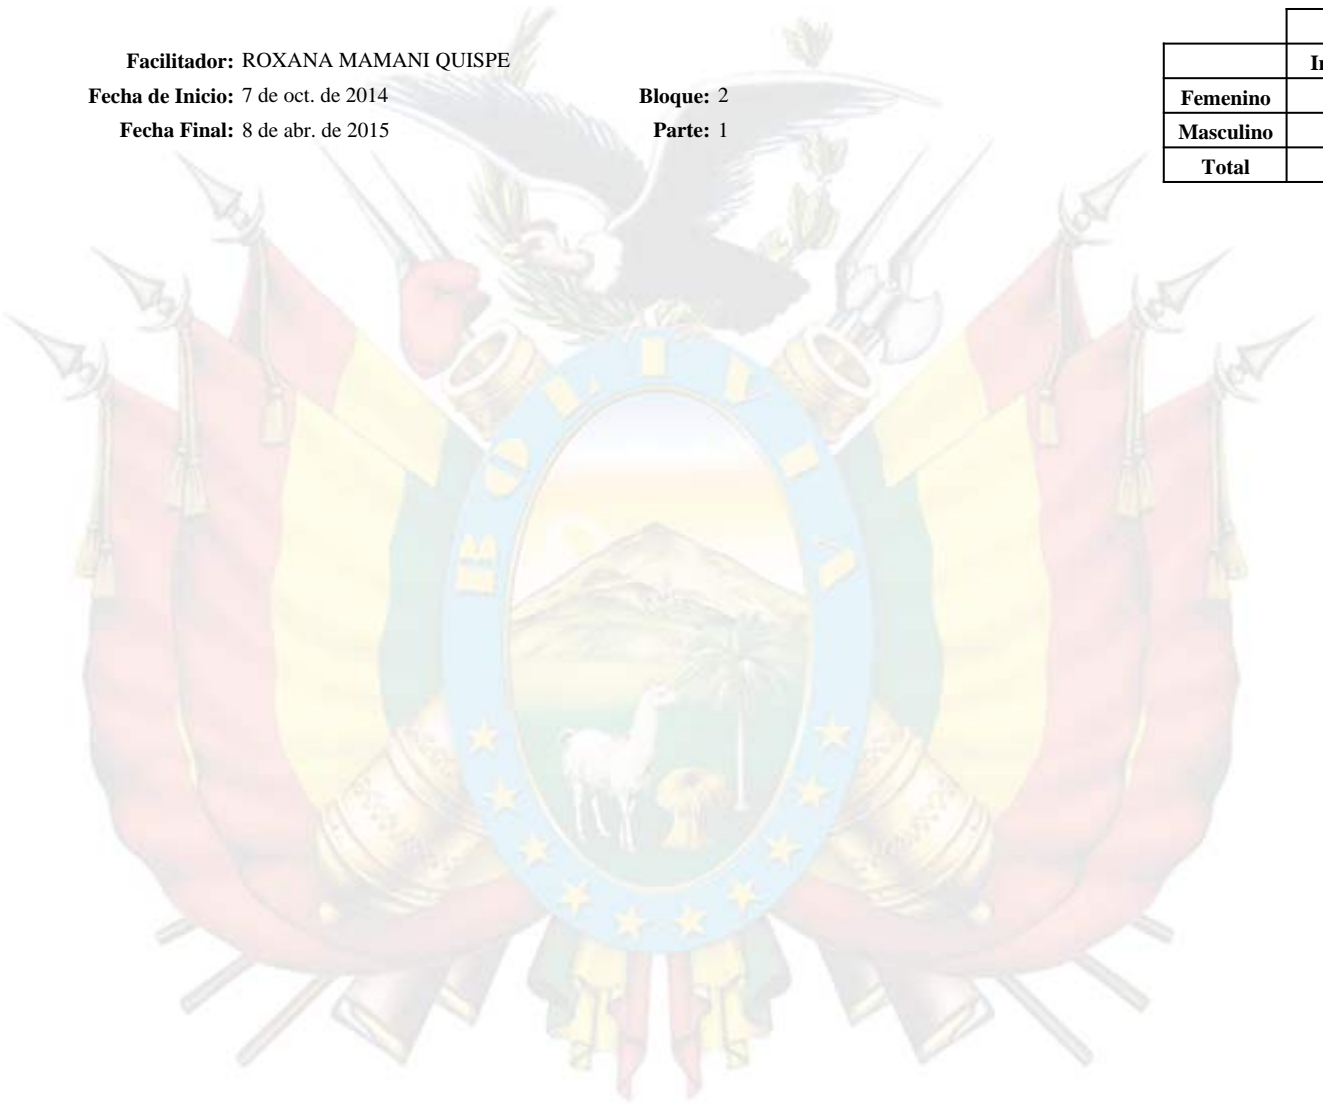 Facilitador: ROXANA MAMANI QUISPE
Fecha de Inicio: 7 de oct. de 2014 Bloque: 2
Fecha Final: 8 de abr. de 2015 Parte: 1
Femenino
Masculino
Total
BOLIVIA